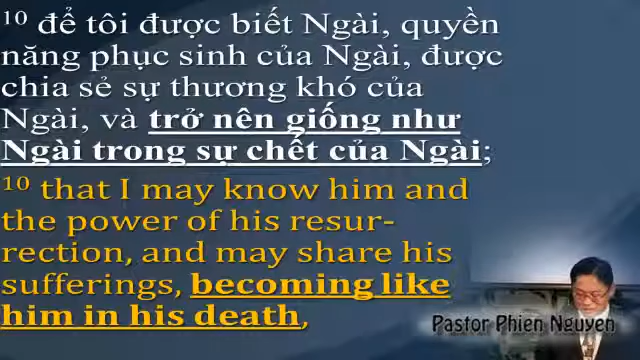 ¹⁰ để tôi được biết Ngài, quyền
năng phục sinh của Ngài, được
chia sẻ sự thương khó của
Ngài, và trở nên giống như
Ngài trong sự chết của Ngài;
¹⁰ that I may know him and
the power of his resur-
rection, and may share his
sufferings, becoming like
him in his death,
Pastor Phien Nguyen